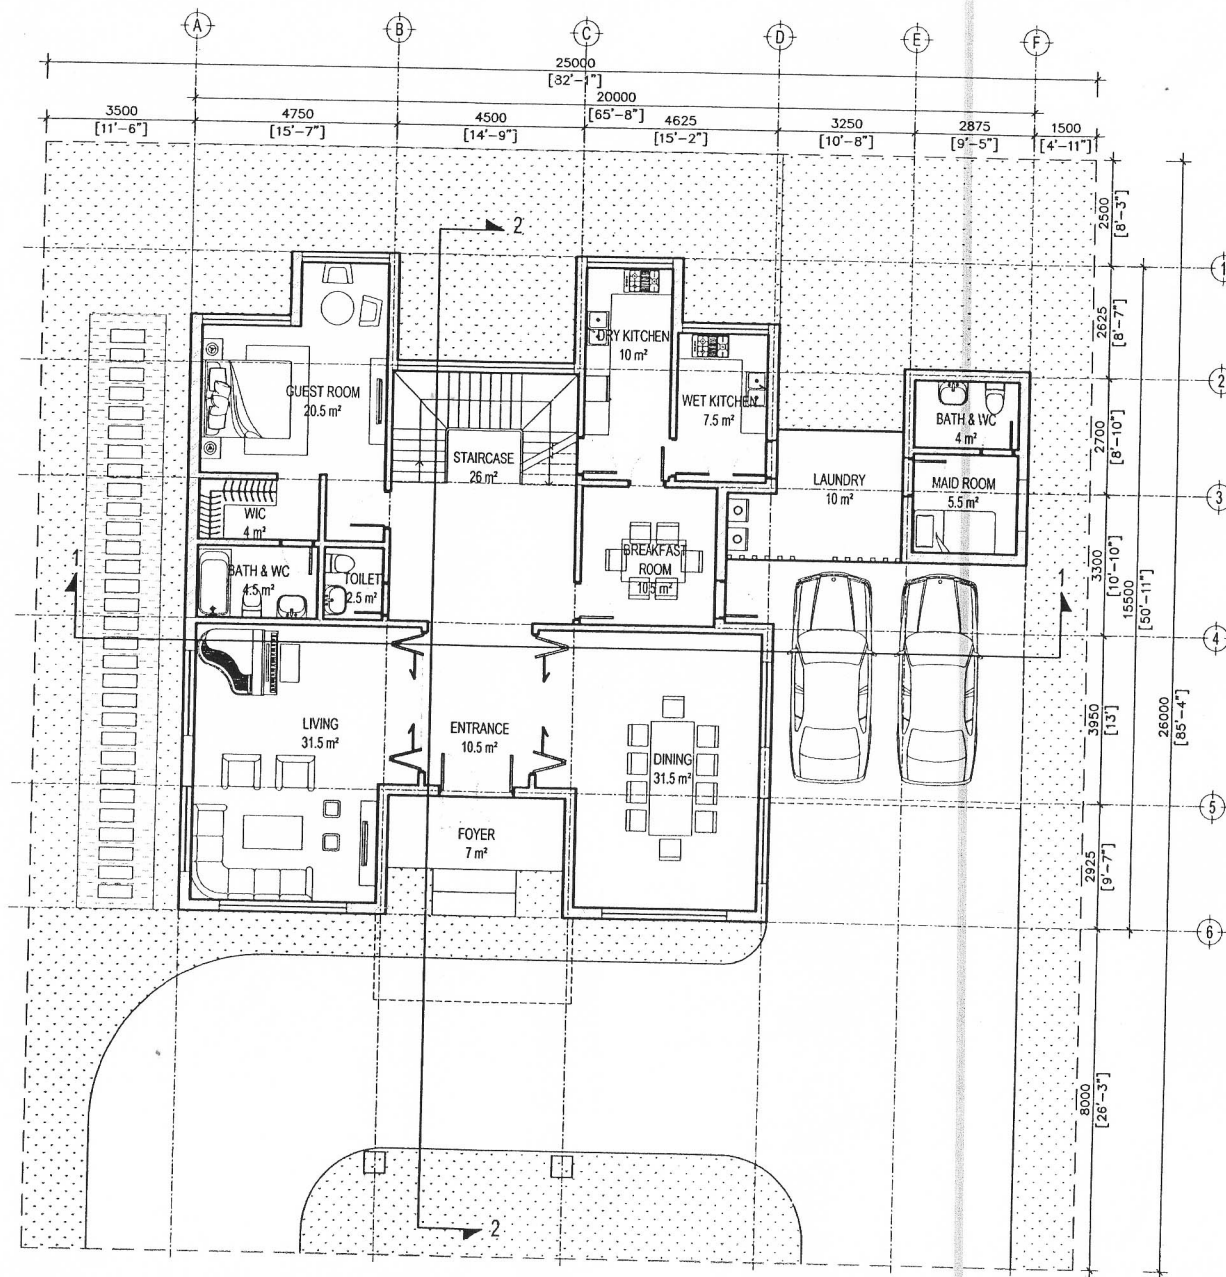 A
B
C
D
E
F
25000
[82'-1"]
20000
[65'-8"]
3500
[11'-6"]
4750
[15'-7"]
4500
[14'-9"]
4625
[15'-2"]
3250
[10'-8"]
2875
[9'-5"]
1500
[4'-11"]
2500
[8'-3"]
2
1
DRY KITCHEN
10 m²
2625
[8'-7"]
GUEST ROOM
20.5 m²
WET KITCHEN
7.5 m²
2
BATH & WC
4 m²
2700
[8'-10"]
STAIRCASE
26 m²
LAUNDRY
10 m²
MAID ROOM
5.5 m²
3
WIC
4 m²
BREAKFAST
ROOM
10.5 m²
1
BATH & WC
4.5 m²
TOILET
2.5 m²
1
3300
[10'-10"]
15500
[50'-11"]
4
LIVING
31.5 m²
ENTRANCE
10.5 m²
DINING
31.5 m²
3950
[13']
26000
[85'-4"]
5
FOYER
7 m²
2925
[9'-7"]
6
8000
[26'-3"]
2